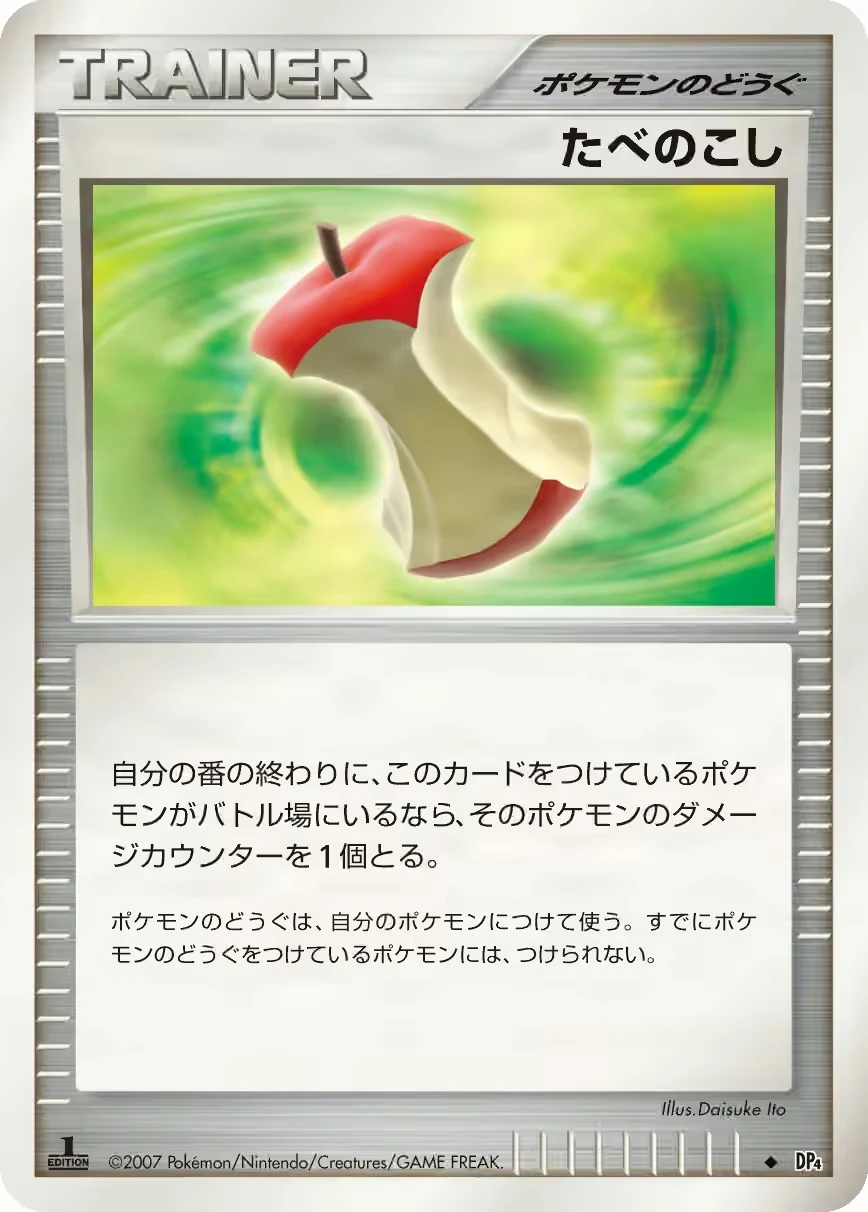 TRAINER
ポケモンのどうぐ
たべのこし
自分の番の終わりに、このカードをつけているポケ
モンがバトル場にいるなら、そのポケモンのダメー
ジカウンターを1個とる。
ポケモンのどうぐは、自分のポケモンにつけて使う。すでにポケ
モンのどうぐをつけているポケモンには、つけられない。
Illus.Daisuke Ito
1
EDITION
©2007 Pokémon/Nintendo/Creatures/GAME FREAK.
◆ DP4